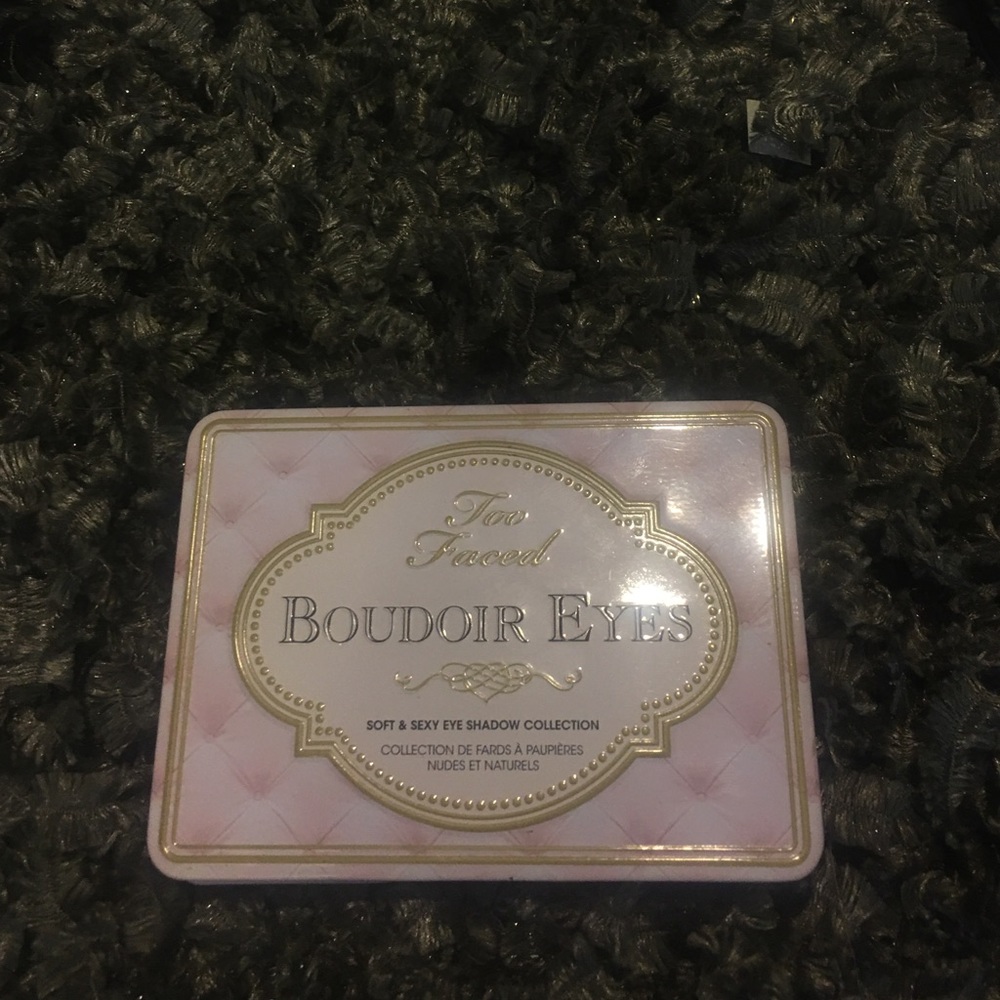 Too
Faced
BOUDOIR EYES
SOFT & SEXY EYE SHADOW COLLECTION
COLLECTION DE FARDS À PAUPIÈRES
NUDES ET NATURELS